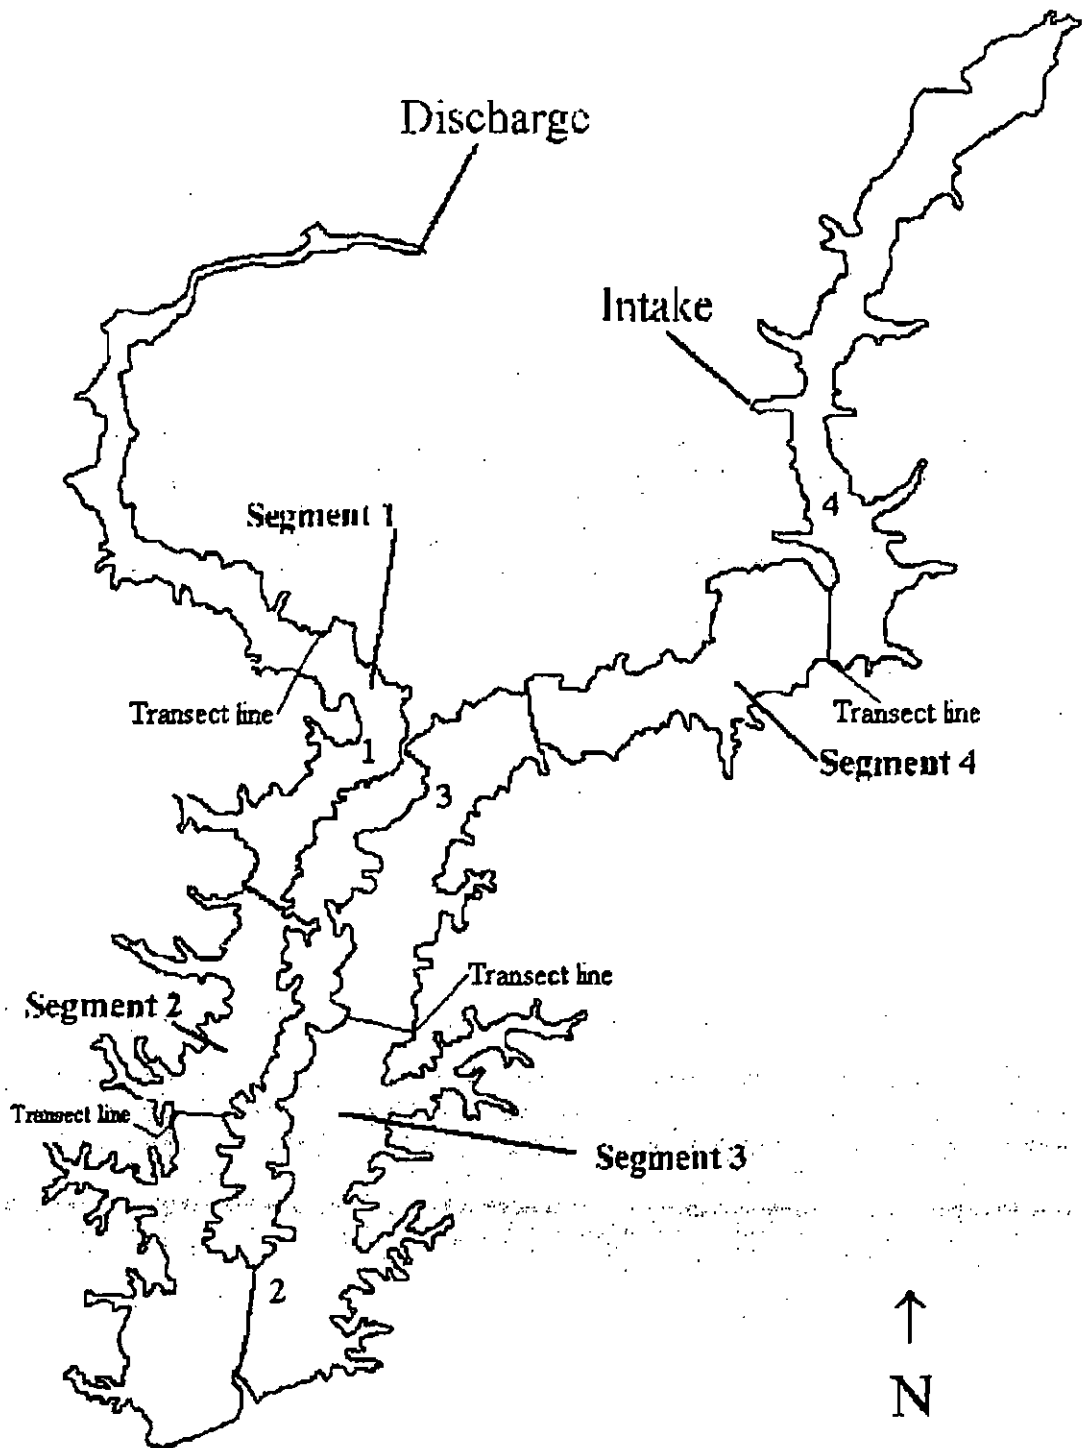 Discharge
Intake
4
Segment 1
Transect line
Transect line
1
Segment 4
3
Transect line
Segment 2
Transect line
Segment 3
2
N